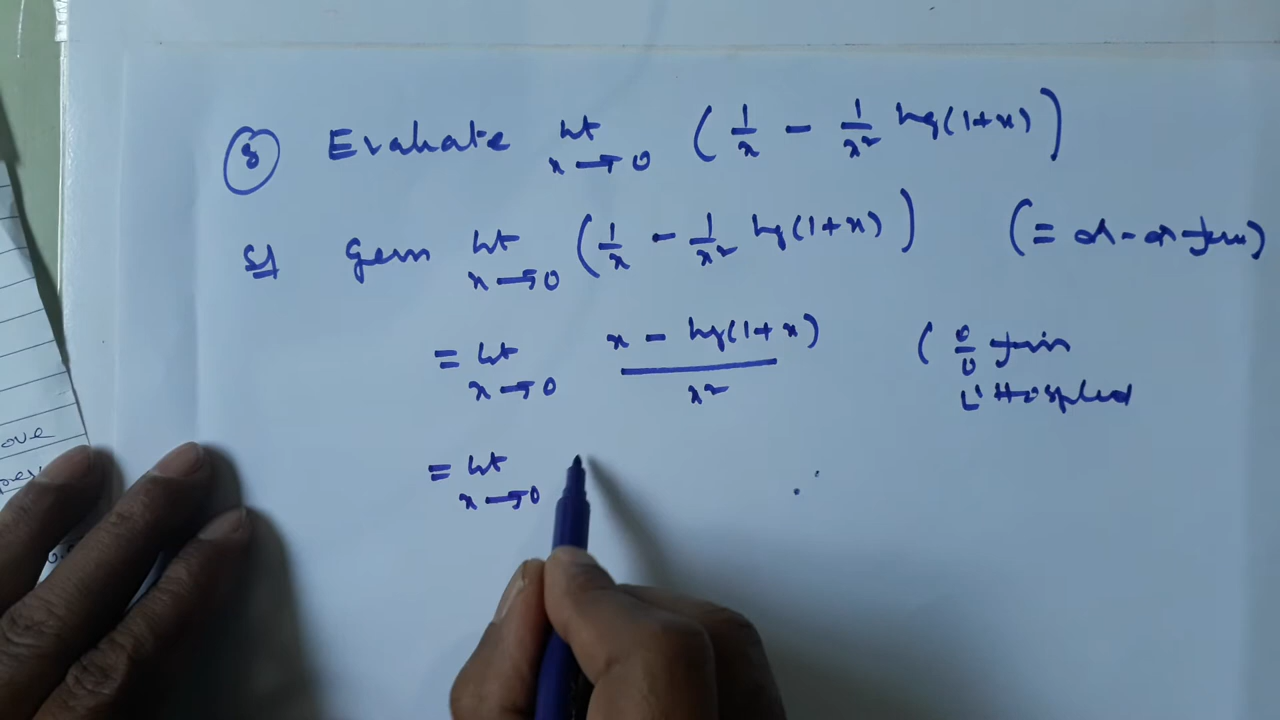 8 Evaluate lt x→0 (1/x - 1/x² log(1+x))
Sol Given lt x→0 (1/x - 1/x² log(1+x)) (= ∞-∞ form)
= lt x→0 x - log(1+x) / x² ( 0/0 form
L'Hospital
= lt x→0
ove